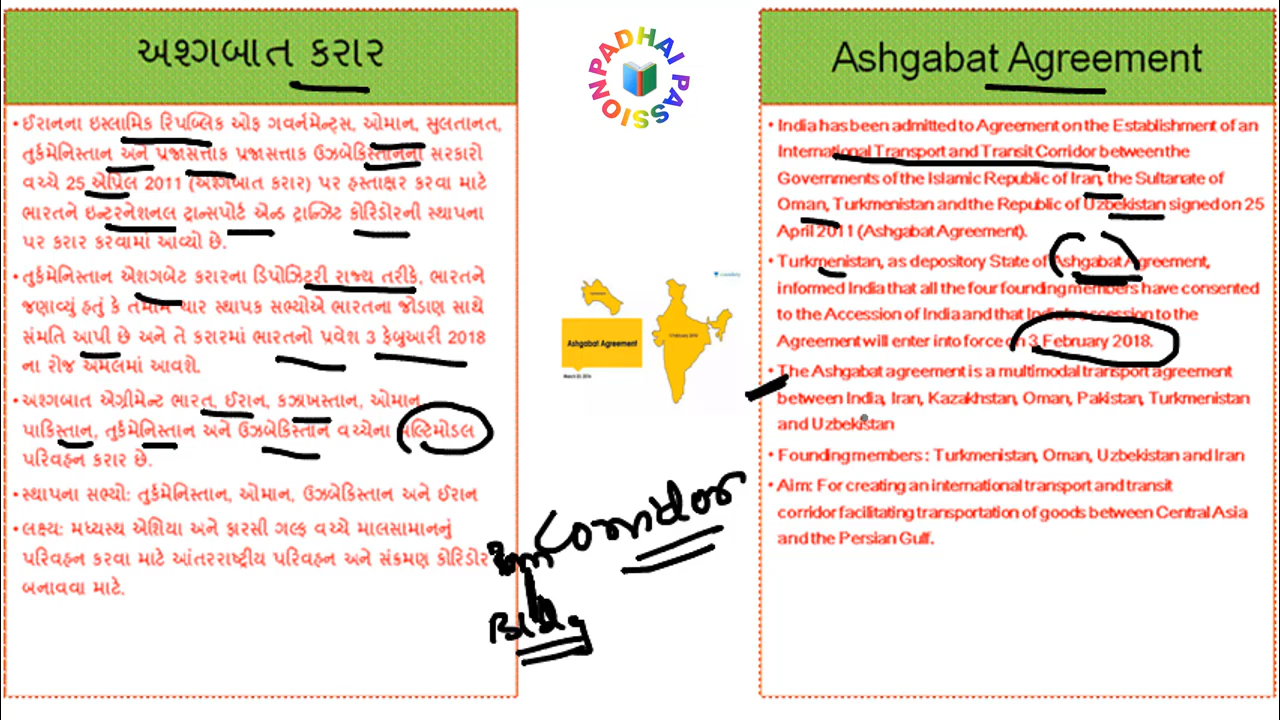 અશ્ગબાત કરાર
•ઈરાનના ઇસ્લામિક રિપબ્લિક ઓફ ગવર્નમેન્ટ્સ, ઓમાન, સુલતાનત,
તુર્કમેનિસ્તાન અને પ્રજાસત્તાક પ્રજાસત્તાક ઉઝબેકિસ્તાનના સરકારો
વચ્ચે 25 એપ્રિલ 2011 (અશ્ગબાત કરાર) પર હસ્તાક્ષર કરવા માટે
ભારતને ઇન્ટરનેશનલ ટ્રાન્સપોર્ટ એન્ડ ટ્રાન્ઝિટ કોરિડોરની સ્થાપના
પર કરાર કરવામાં આવ્યો છે.
•તુર્કમેનિસ્તાન એશગબેટ કરારના ડિપોઝિટરી રાજ્ય તરીકે, ભારતને
જણાવ્યું હતું કે તમામ ચાર સ્થાપક સભ્યોએ ભારતના જોડાણ સાથે
સંમતિ આપી છે અને તે કરારમાં ભારતનો પ્રવેશ 3 ફેબ્રુઆરી 2018
ના રોજ અમલમાં આવશે.
•અશ્ગબાત એગ્રીમેન્ટ ભારત, ઈરાન, કઝાખસ્તાન, ઓમાન
પાકિસ્તાન, તુર્કમેનિસ્તાન અને ઉઝબેકિસ્તાન વચ્ચેના મલ્ટિમોડલ
પરિવહન કરાર છે.
•સ્થાપના સભ્યો: તુર્કમેનિસ્તાન, ઓમાન, ઉઝબેકિસ્તાન અને ઈરાન
•લક્ષ્ય: મધ્યસ્થ એશિયા અને ફારસી ગલ્ફ વચ્ચે માલસામાનનું
પરિવહન કરવા માટે આંતરરાષ્ટ્રીય પરિવહન અને સંક્રમણ કોરિડોર
બનાવવા માટે.
PADHAI PASSION
Ashgabat Agreement
March 23, 2016
3 February 2018
Corridor
Bldg
Ashgabat Agreement
•India has been admitted to Agreement on the Establishment of an
International Transport and Transit Corridor between the
Governments of the Islamic Republic of Iran, the Sultanate of
Oman, Turkmenistan and the Republic of Uzbekistan signed on 25
April 2011 (Ashgabat Agreement).
•Turkmenistan, as depository State of Ashgabat Agreement,
informed India that all the four founding members have consented
to the Accession of India and that India's accession to the
Agreement will enter into force on 3 February 2018.
•The Ashgabat agreement is a multimodal transport agreement
between India, Iran, Kazakhstan, Oman, Pakistan, Turkmenistan
and Uzbekistan
•Founding members : Turkmenistan, Oman, Uzbekistan and Iran
•Aim: For creating an international transport and transit
corridor facilitating transportation of goods between Central Asia
and the Persian Gulf.